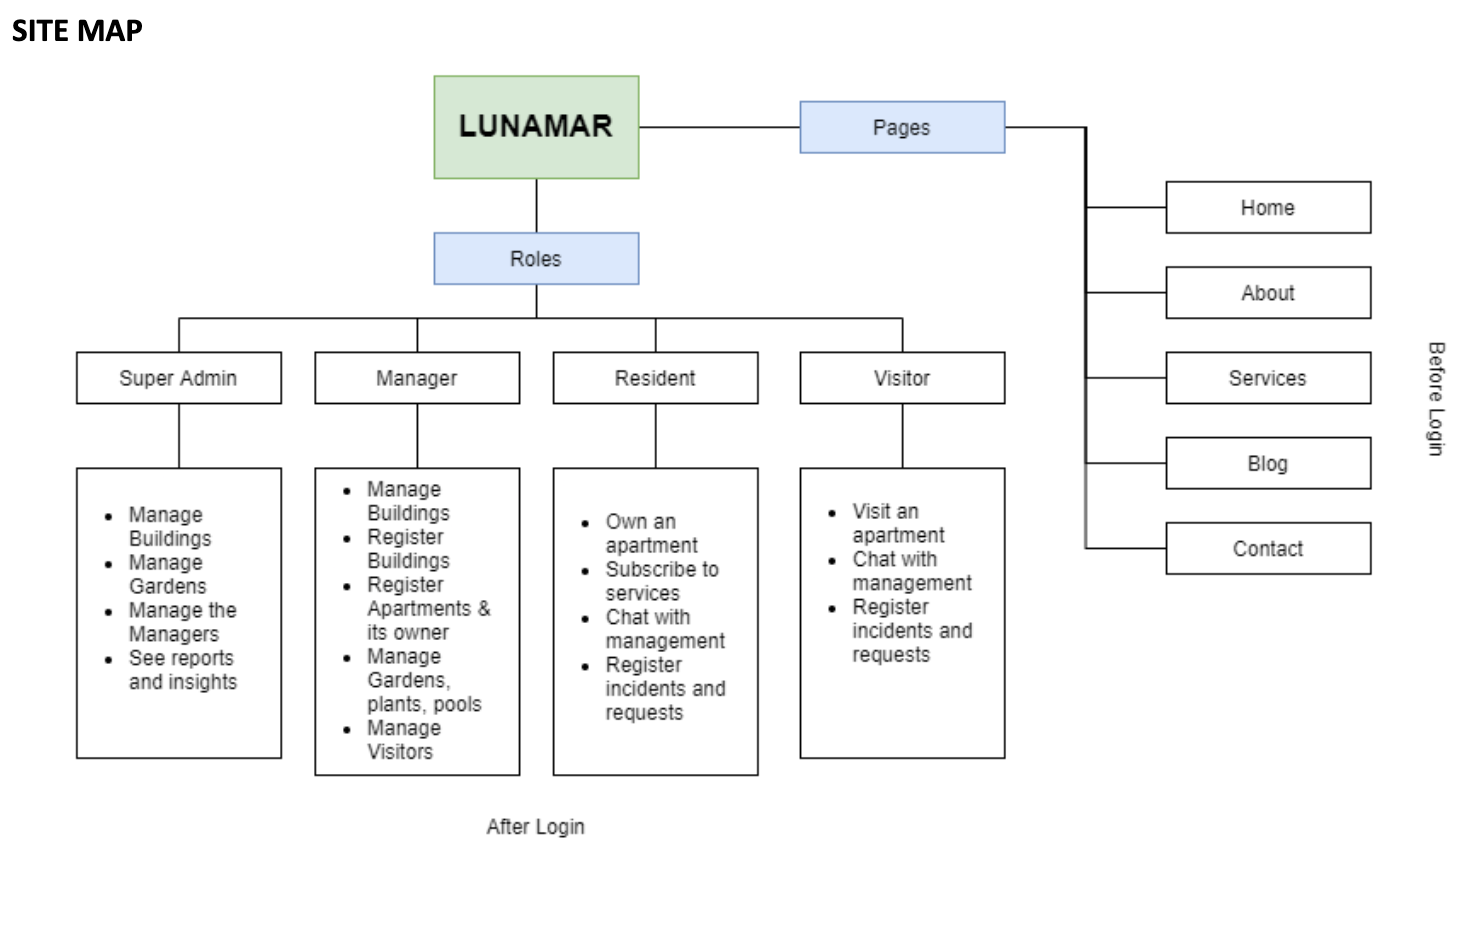 SITE MAP
LUNAMAR
Pages
Home
About
Services
Blog
Contact
Before Login
Roles
Super Admin
Manager
Resident
Visitor
• Manage
Buildings
• Manage
Gardens
• Manage the
Managers
• See reports
and insights
• Manage
Buildings
• Register
Buildings
• Register
Apartments &
its owner
• Manage
Gardens,
plants, pools
• Manage
Visitors
• Own an
apartment
• Subscribe to
services
• Chat with
management
• Register
incidents and
requests
• Visit an
apartment
• Chat with
management
• Register
incidents and
requests
After Login